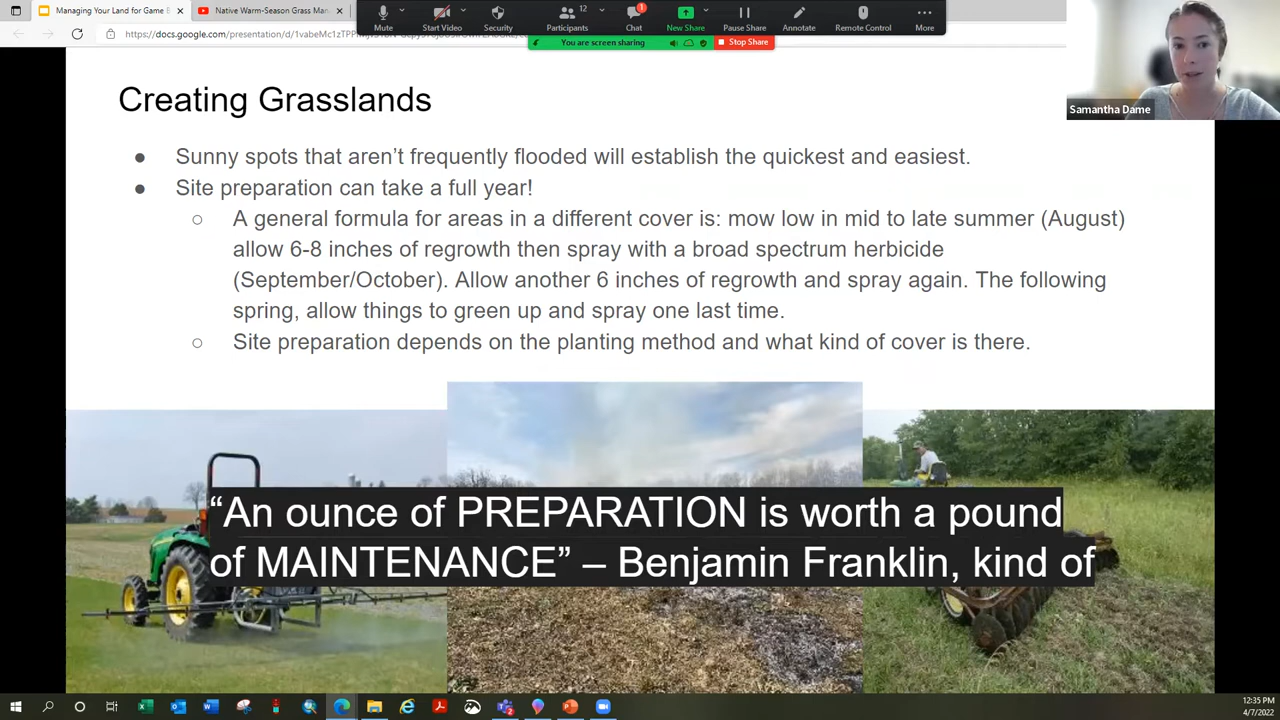 Managing Your Land for Game B
Native Warm-Season Grass Man
https://docs.google.com/presentation/d/1vabeMc1zTPP
Mute
Start Video
Security
12
Participants
1
Chat
New Share
Pause Share
Annotate
Remote Control
More
You are screen sharing
Stop Share
Samantha Dame
Creating Grasslands
● Sunny spots that aren’t frequently flooded will establish the quickest and easiest.
● Site preparation can take a full year!
○ A general formula for areas in a different cover is: mow low in mid to late summer (August)
allow 6-8 inches of regrowth then spray with a broad spectrum herbicide
(September/October). Allow another 6 inches of regrowth and spray again. The following
spring, allow things to green up and spray one last time.
○ Site preparation depends on the planting method and what kind of cover is there.
“An ounce of PREPARATION is worth a pound
of MAINTENANCE” – Benjamin Franklin, kind of
12:35 PM
4/7/2022